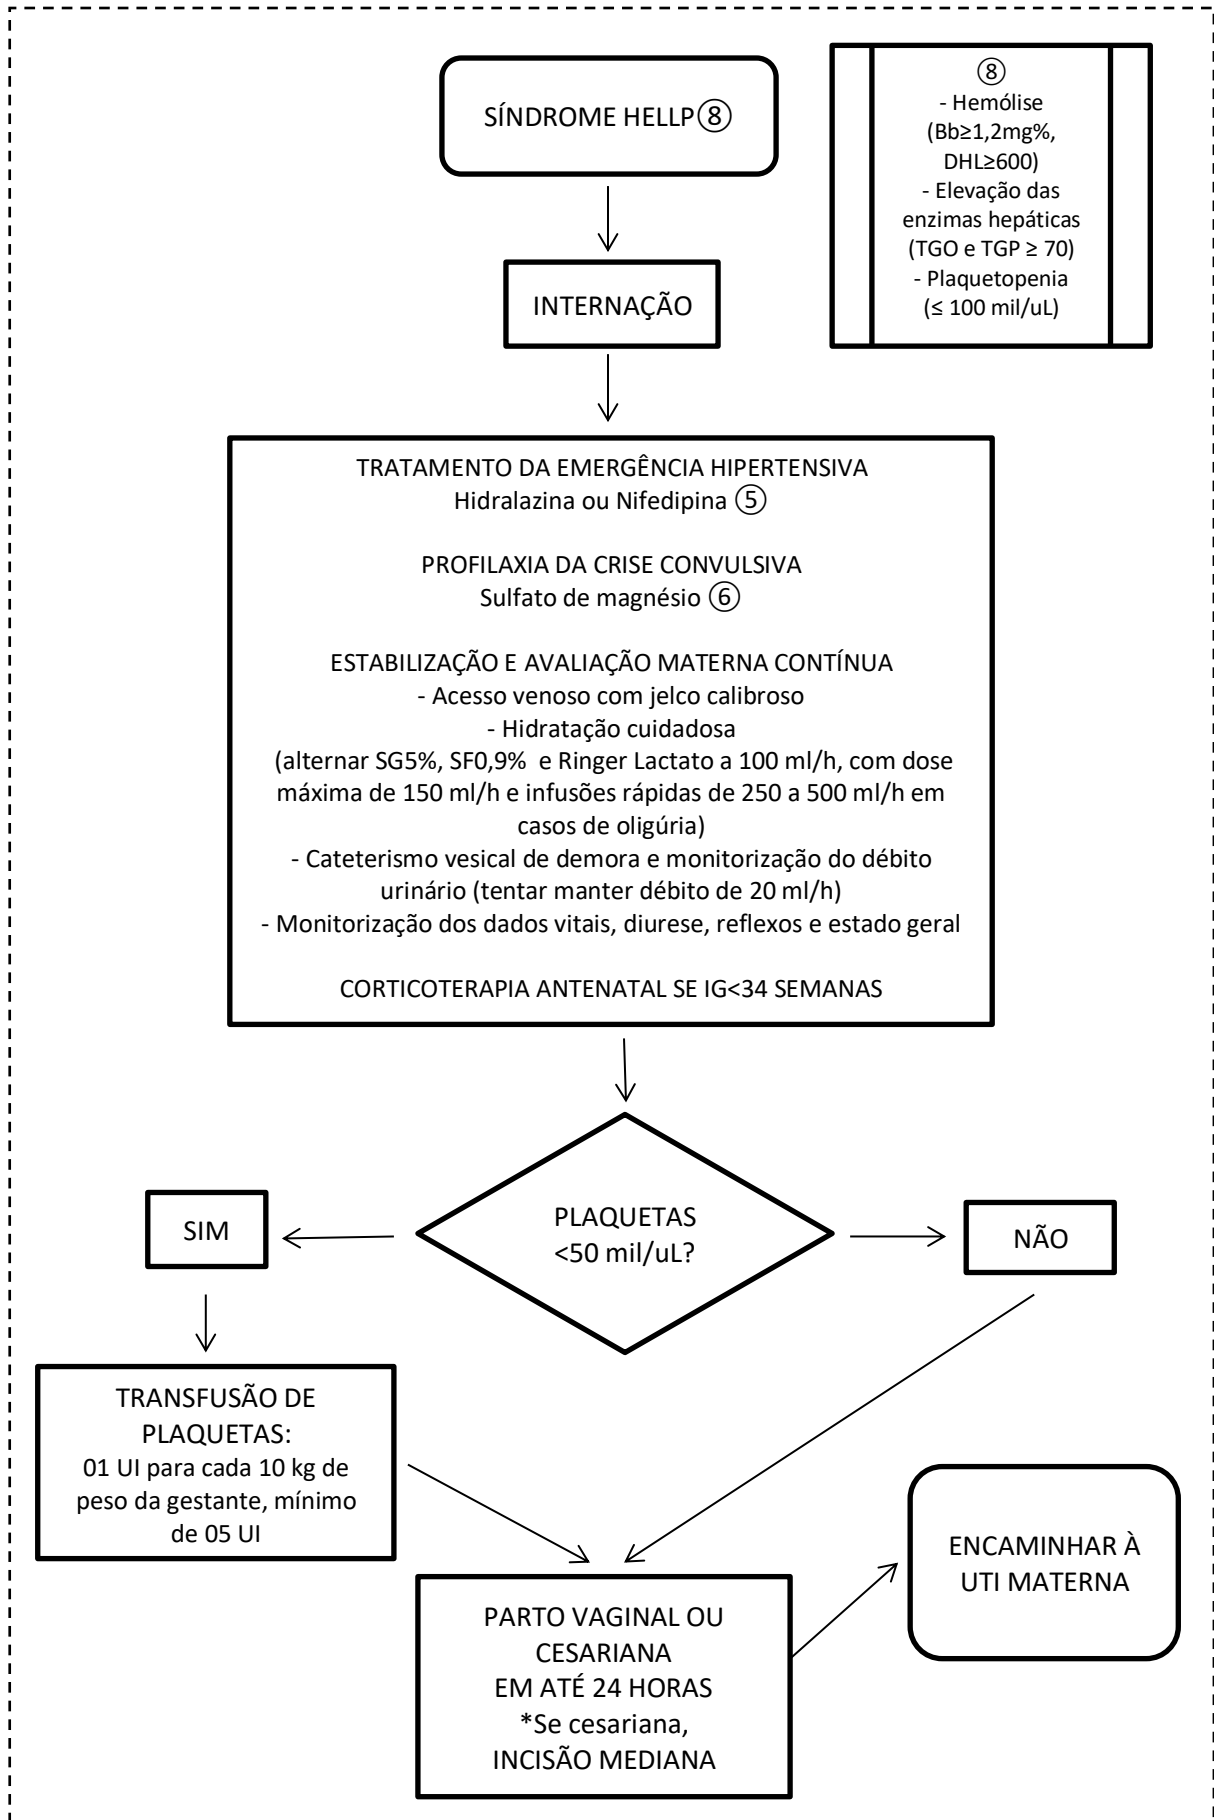 SÍNDROME HELLP⑧
⑧
- Hemólise
(Bb≥1,2mg%,
DHL≥600)
- Elevação das
enzimas hepáticas
(TGO e TGP ≥ 70)
- Plaquetopenia
(≤ 100 mil/uL)
INTERNAÇÃO
TRATAMENTO DA EMERGÊNCIA HIPERTENSIVA
Hidralazina ou Nifedipina ⑤
PROFILAXIA DA CRISE CONVULSIVA
Sulfato de magnésio ⑥
ESTABILIZAÇÃO E AVALIAÇÃO MATERNA CONTÍNUA
- Acesso venoso com jelco calibroso
- Hidratação cuidadosa
(alternar SG5%, SF0,9% e Ringer Lactato a 100 ml/h, com dose
máxima de 150 ml/h e infusões rápidas de 250 a 500 ml/h em
casos de oligúria)
- Cateterismo vesical de demora e monitorização do débito
urinário (tentar manter débito de 20 ml/h)
- Monitorização dos dados vitais, diurese, reflexos e estado geral
CORTICOTERAPIA ANTENATAL SE IG<34 SEMANAS
PLAQUETAS
<50 mil/uL?
SIM
NÃO
TRANSFUSÃO DE
PLAQUETAS:
01 UI para cada 10 kg de
peso da gestante, mínimo
de 05 UI
PARTO VAGINAL OU
CESARIANA
EM ATÉ 24 HORAS
*Se cesariana,
INCISÃO MEDIANA
ENCAMINHAR À
UTI MATERNA